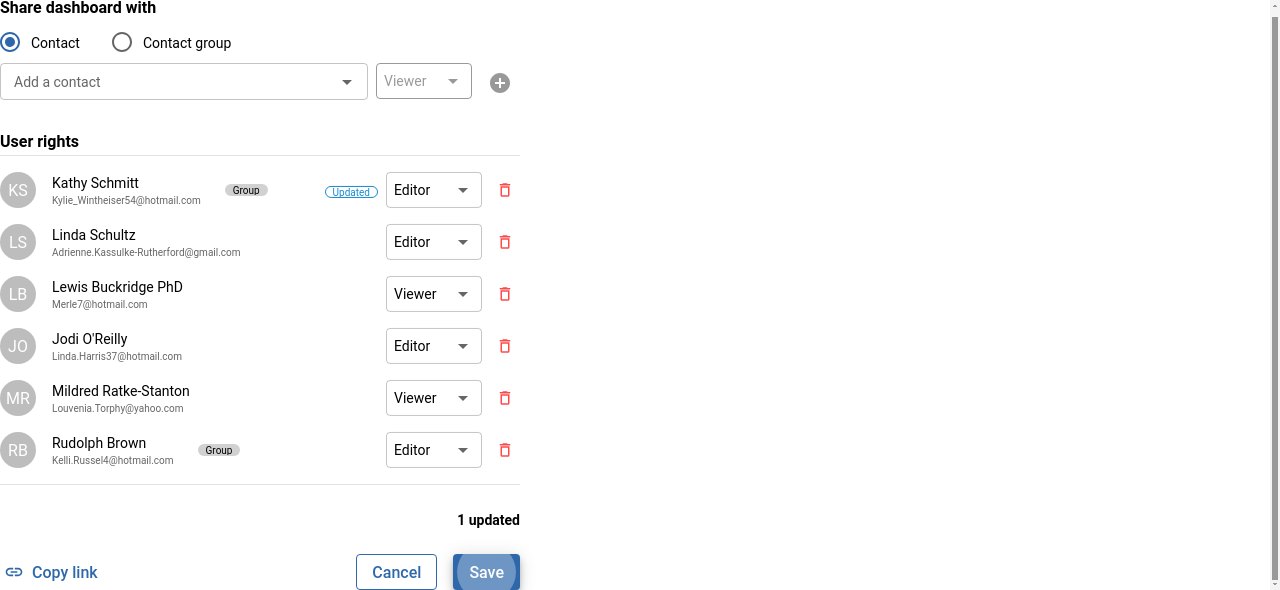 Share dashboard with
Contact
Contact group
Add a contact
Viewer
User rights
KS
Kathy Schmitt
Kylie_Wintheiser54@hotmail.com
Group
Updated
Editor
LS
Linda Schultz
Adrienne.Kassulke-Rutherford@gmail.com
Editor
LB
Lewis Buckridge PhD
Merle7@hotmail.com
Viewer
JO
Jodi O'Reilly
Linda.Harris37@hotmail.com
Editor
MR
Mildred Ratke-Stanton
Louvenia.Torphy@yahoo.com
Viewer
RB
Rudolph Brown
Kelli.Russel4@hotmail.com
Group
Editor
1 updated
Copy link
Cancel
Save